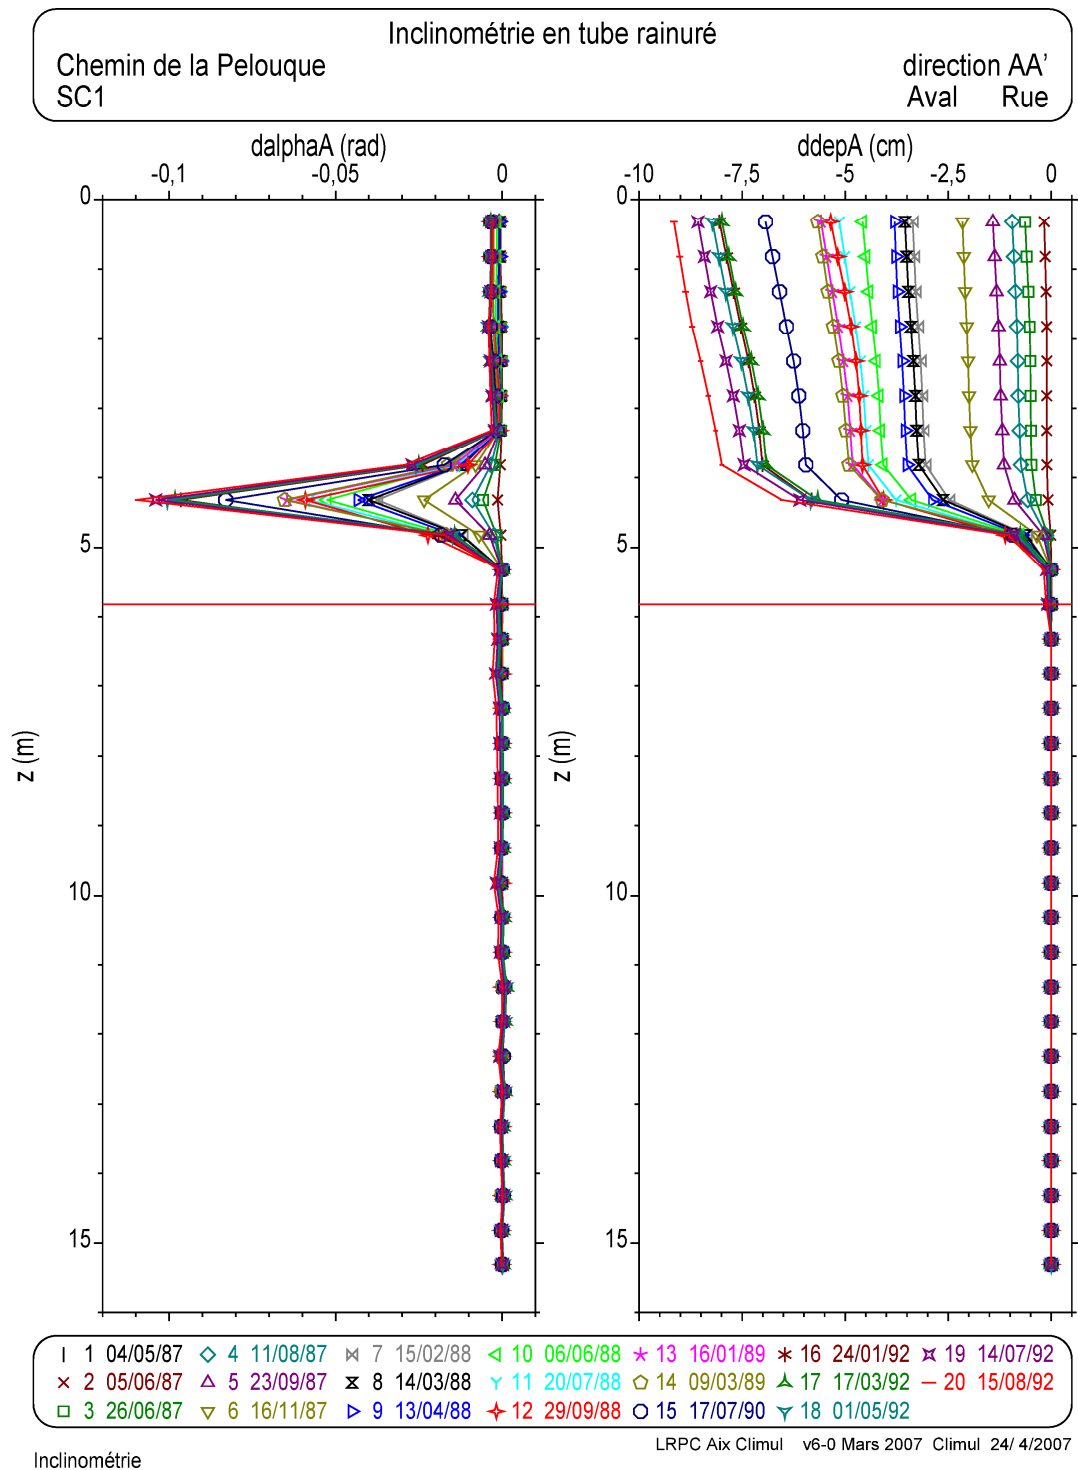 Inclinométrie en tube rainuré
Chemin de la Pelouque direction AA'
SC1 Aval Rue
dalphaA (rad) ddepA (cm)
-0,1 -0,05 0 -10 -7,5 -5 -2,5 0
0 0
5 5
z (m) z (m)
10 10
15 15
1 04/05/87 4 11/08/87 7 15/02/88 10 06/06/88 13 16/01/89 16 24/01/92 19 14/07/92
2 05/06/87 5 23/09/87 8 14/03/88 11 20/07/88 14 09/03/89 17 17/03/92 20 15/08/92
3 26/06/87 6 16/11/87 9 13/04/88 12 29/09/88 15 17/07/90 18 01/05/92
LRPC Aix Climul v6-0 Mars 2007 Climul 24/ 4/2007
Inclinométrie